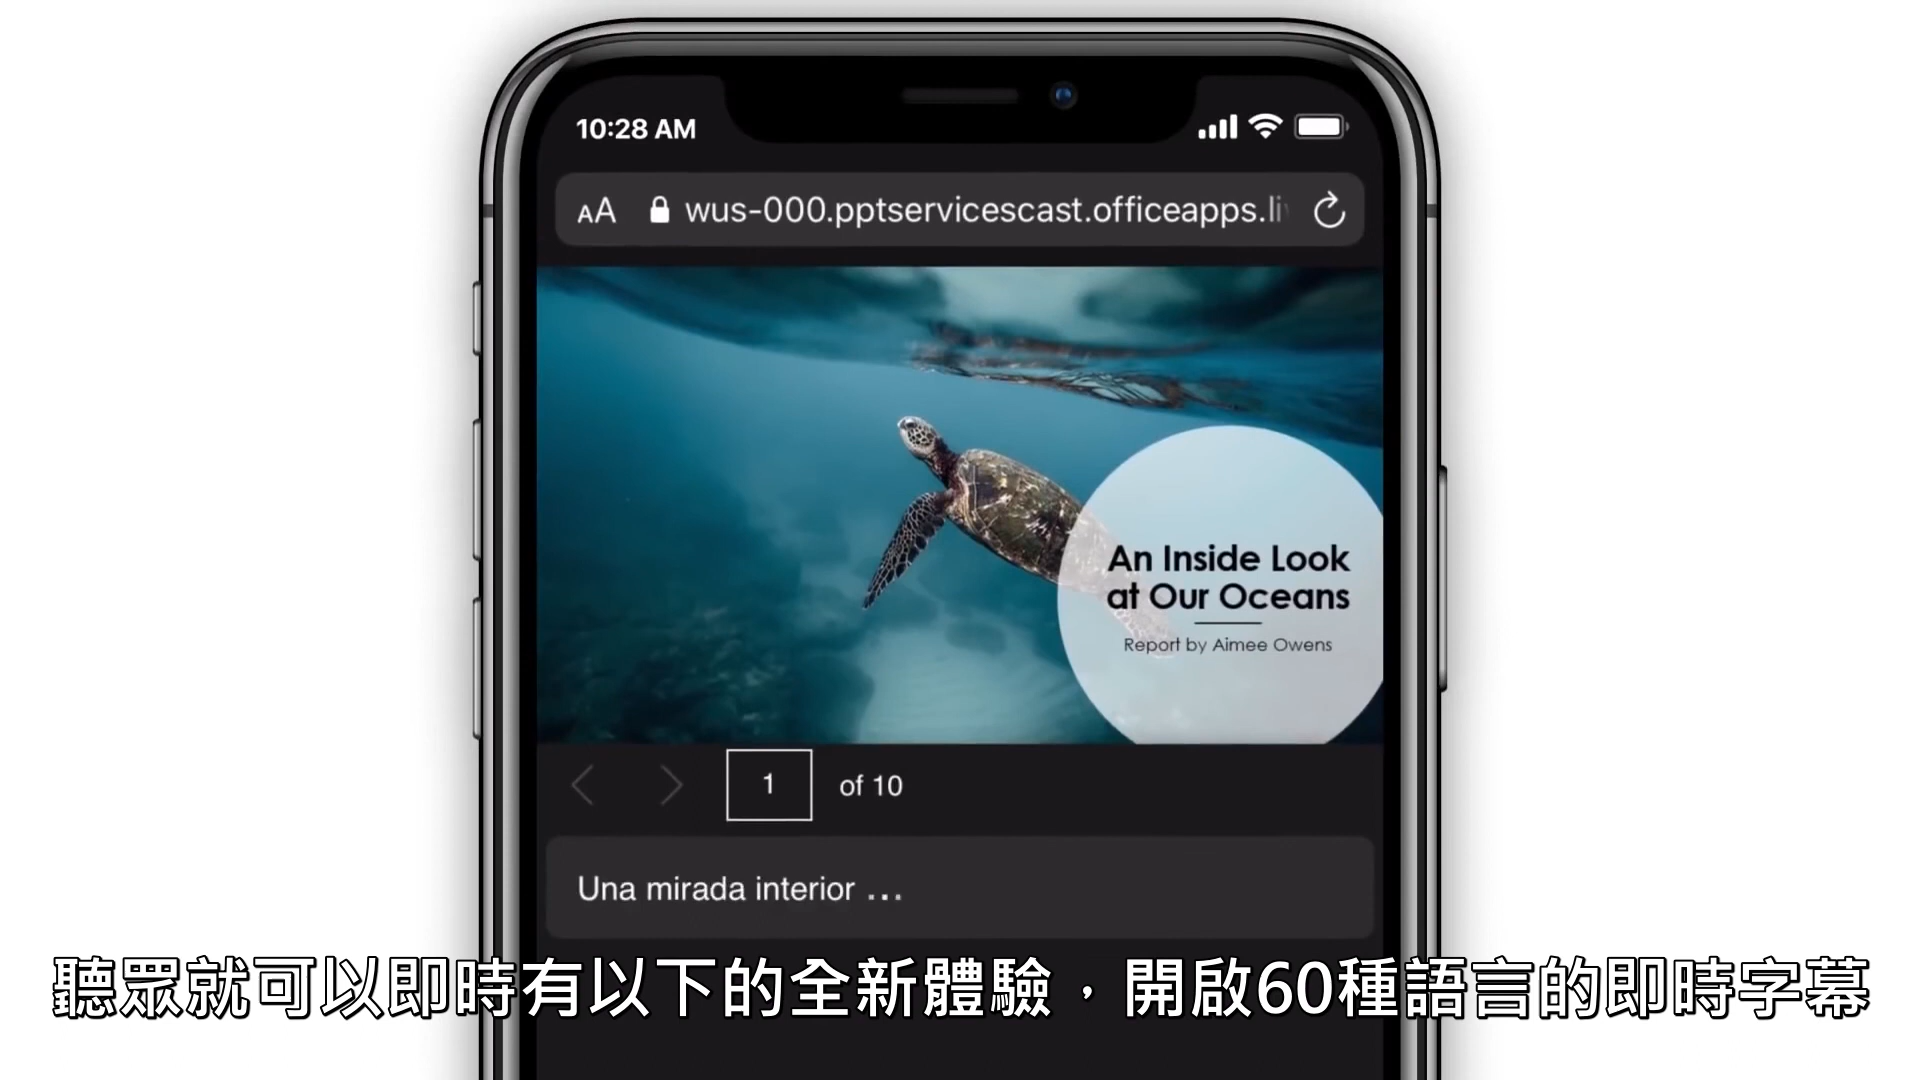 10:28 AM
AA wus-000.pptservicescast.officeapps.li
An Inside Look
at Our Oceans
Report by Aimee Owens
1 of 10
Una mirada interior ...
聽眾就可以即時有以下的全新體驗，開啟60種語言的即時字幕